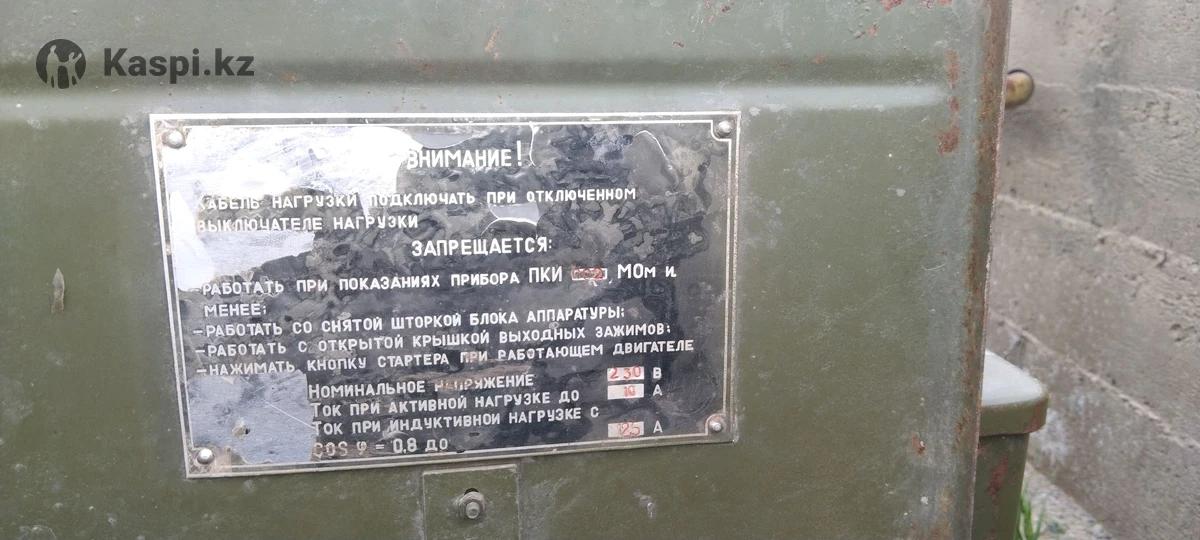 Kaspi.kz
ВНИМАНИЕ!
КАБЕЛЬ НАГРУЗКИ ПОДКЛЮЧАТЬ ПРИ ОТКЛЮЧЕННОМ
ВЫКЛЮЧАТЕЛЕ НАГРУЗКИ
ЗАПРЕЩАЕТСЯ:
-РАБОТАТЬ ПРИ ПОКАЗАНИЯХ ПРИБОРА ПКИ МОм и
МЕНЕЕ;
-РАБОТАТЬ СО СНЯТОЙ ШТОРКОЙ БЛОКА АППАРАТУРЫ;
-РАБОТАТЬ С ОТКРЫТОЙ КРЫШКОЙ ВЫХОДНЫХ ЗАЖИМОВ;
-НАЖИМАТЬ КНОПКУ СТАРТЕРА ПРИ РАБОТАЮЩЕМ ДВИГАТЕЛЕ
НОМИНАЛЬНОЕ НАПРЯЖЕНИЕ 230 В
ТОК ПРИ АКТИВНОЙ НАГРУЗКЕ ДО 10 А
ТОК ПРИ ИНДУКТИВНОЙ НАГРУЗКЕ С
COS φ = 0,8 ДО А